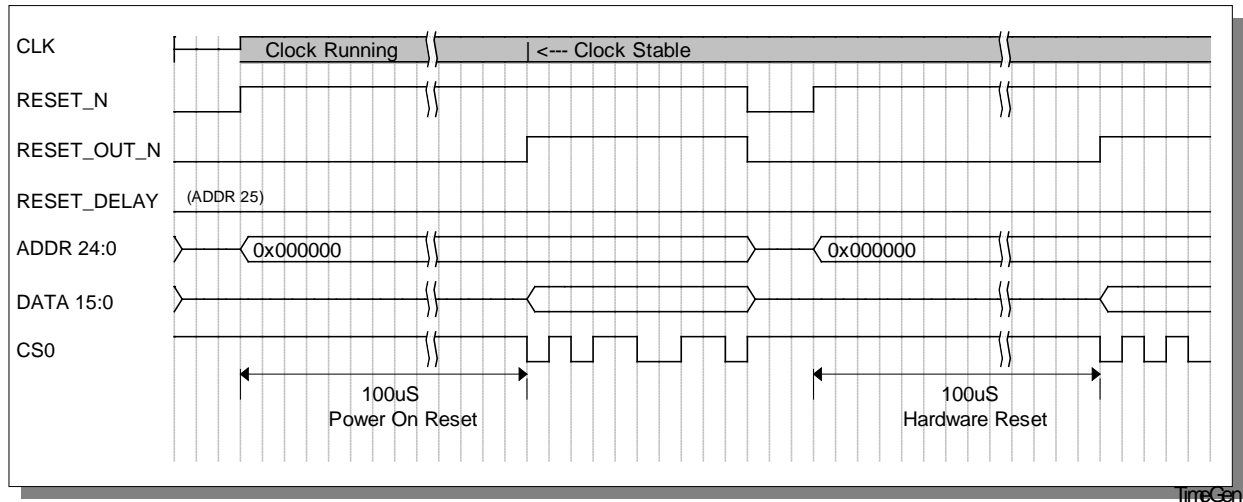 CLK Clock Running | <--- Clock Stable
RESET_N
RESET_OUT_N
RESET_DELAY (ADDR 25)
ADDR 24:0 0x000000 0x000000
DATA 15:0
CS0
100uS 100uS
Power On Reset Hardware Reset
TimeGen